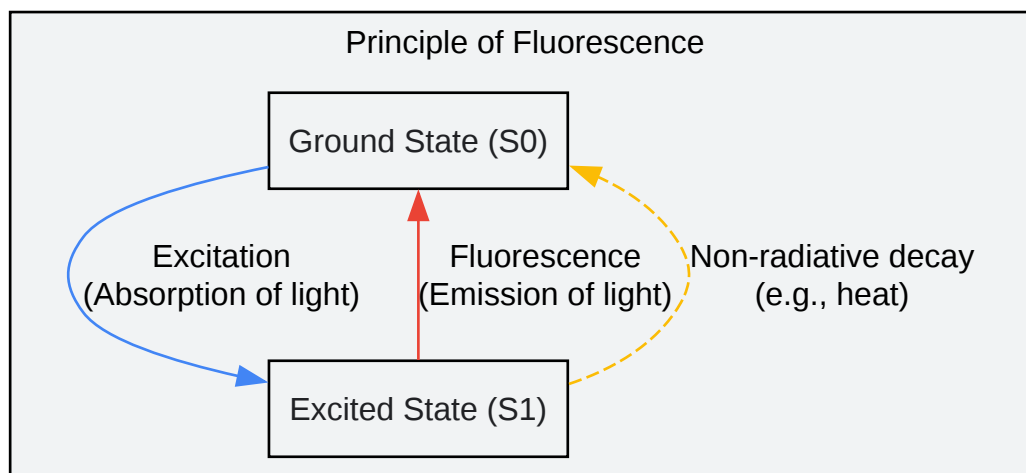 Principle of Fluorescence
Ground State (S0)
Excitation
(Absorption of light)
Fluorescence
(Emission of light)
Non-radiative decay
(e.g., heat)
Excited State (S1)